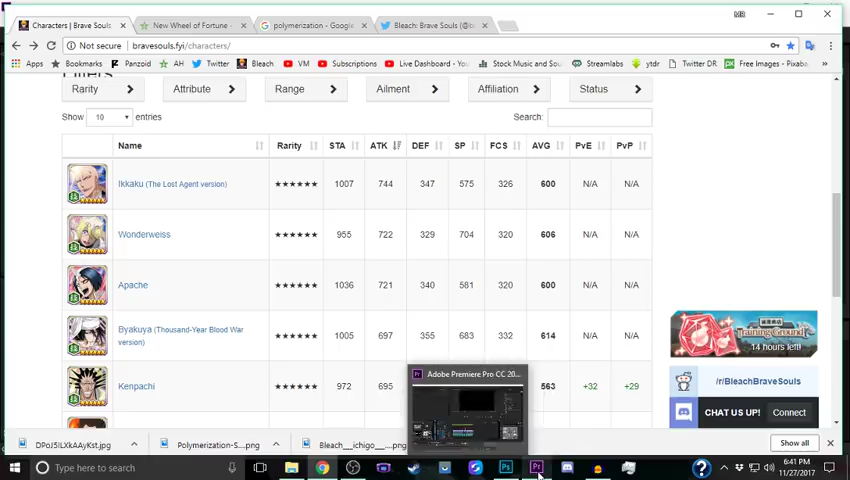 Characters | Brave Souls
New Wheel of Fortune -
polymerization - Google
Bleach: Brave Souls (@b
MR
Not secure | bravesouls.fyi/characters/
Apps
Panzoid
AH
Twitter
Bleach
VM
Subscriptions
Live Dashboard - You
Stock Music and Sou
Streamlabs
ytdr
Twitter DR
Free Images - Pixaba
»
Filters
Rarity
Attribute
Range
Ailment
Affiliation
Status
Show 10 entries
Search:
Name Rarity STA ATK DEF SP FCS AVG PvE PvP
Ikkaku (The Lost Agent version) ★★★★★★ 1007 744 347 575 326 600 N/A N/A
Wonderweiss ★★★★★★ 955 722 329 704 320 606 N/A N/A
Apache ★★★★★★ 1036 721 340 581 320 600 N/A N/A
Byakuya (Thousand-Year Blood War
version) ★★★★★★ 1005 697 355 683 332 614 N/A N/A
Kenpachi ★★★★★★ 972 695 563 +32 +29
Training Ground
14 hours left!
/r/BleachBraveSouls
CHAT US UP! Connect
Adobe Premiere Pro CC 20...
DPoJ5ILXkAAyKst.jpg
Polymerization-S....png
Bleach__ichigo__....png
Show all
Type here to search
6:41 PM
11/27/2017